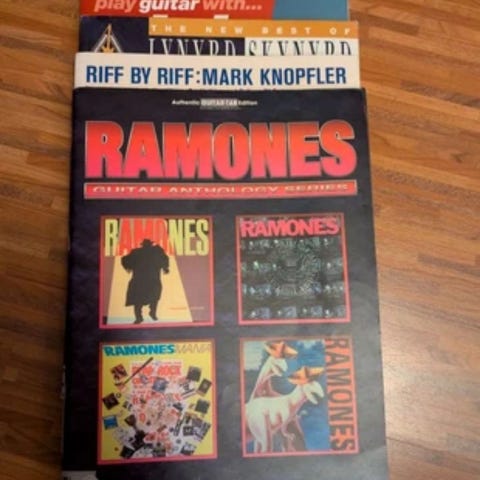 play guitar with...
THE NEW BEST OF
LYNYRD SKYNYRD
RIFF BY RIFF: MARK KNOPFLER
Authentic GUITAR TAB Edition
RAMONES
GUITAR ANTHOLOGY SERIES
RAMONES
RAMONES
RAMONESMANIA
RAMONES